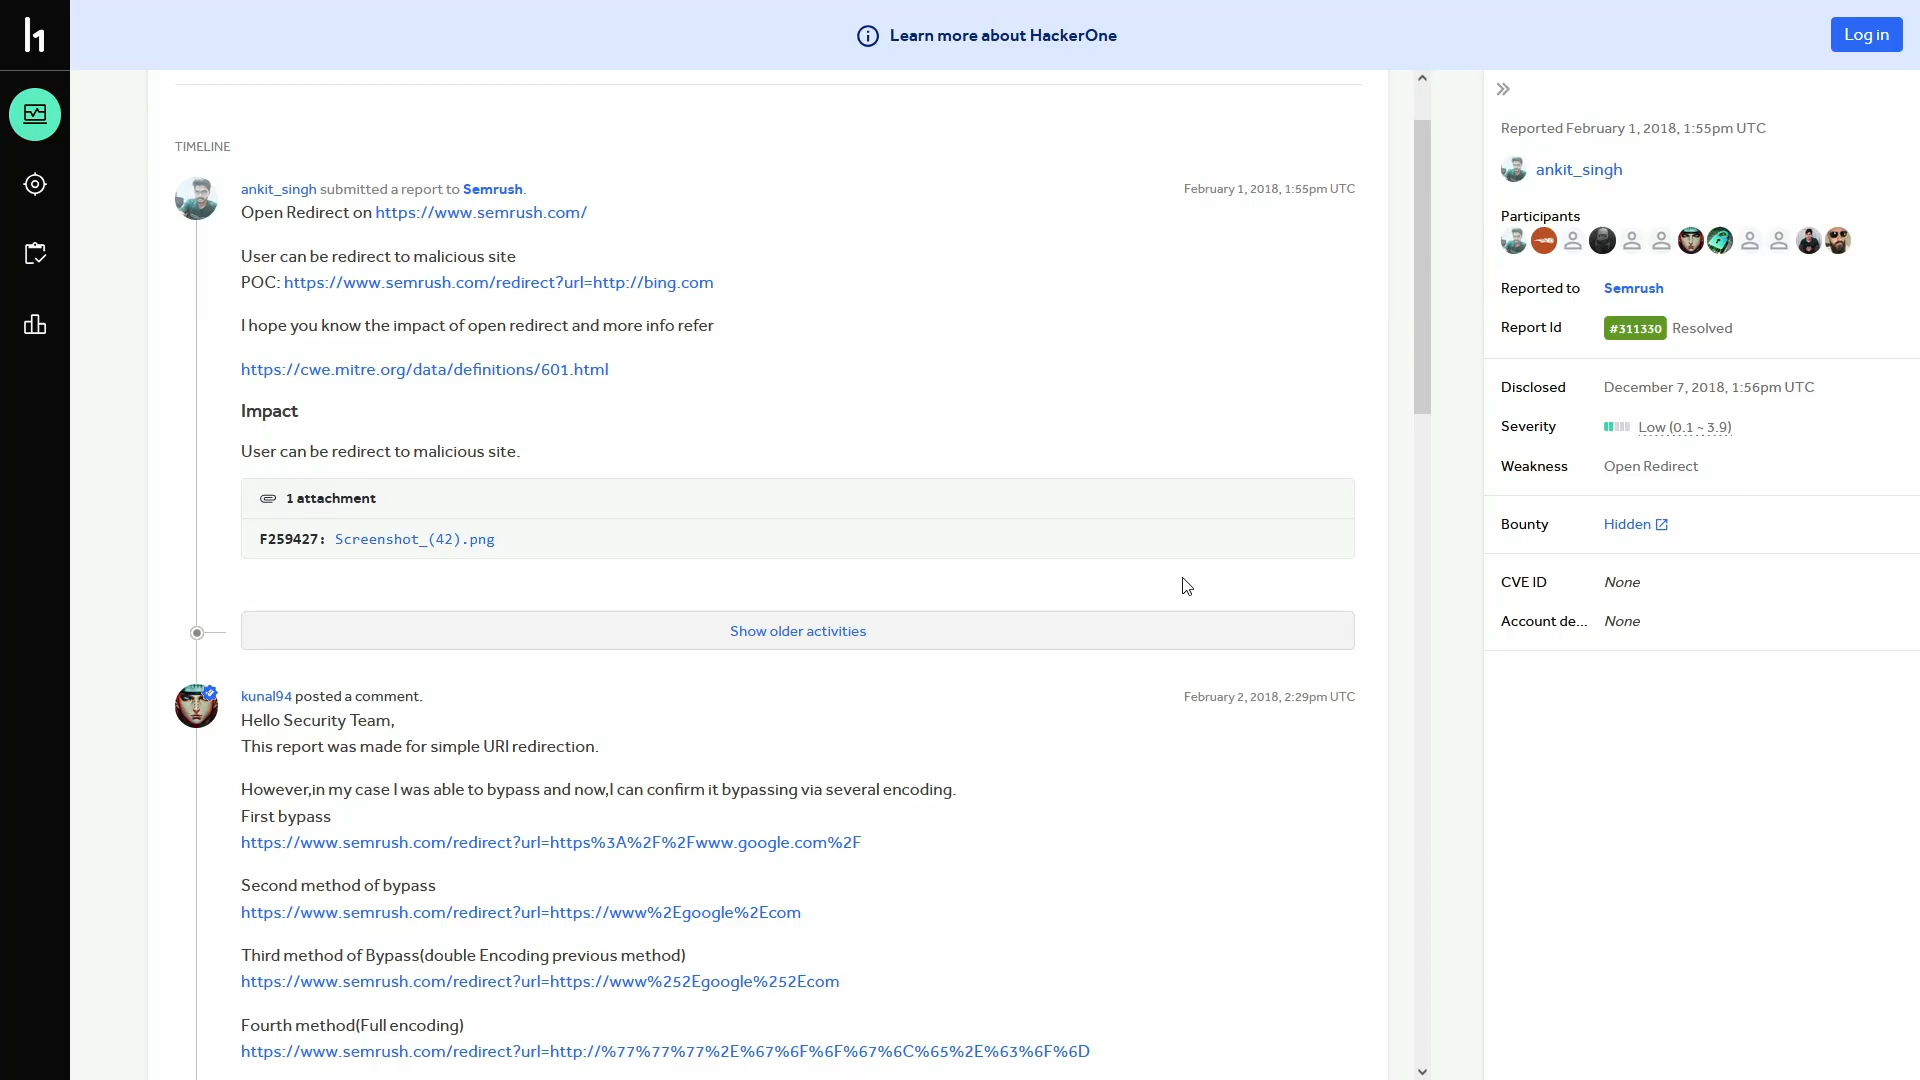 Learn more about HackerOne
Log in
TIMELINE
ankit_singh submitted a report to Semrush.
February 1, 2018, 1:55pm UTC
Open Redirect on https://www.semrush.com/
User can be redirect to malicious site
POC: https://www.semrush.com/redirect?url=http://bing.com
I hope you know the impact of open redirect and more info refer
https://cwe.mitre.org/data/definitions/601.html
Impact
User can be redirect to malicious site.
1 attachment
F259427: Screenshot_(42).png
Show older activities
kunal94 posted a comment.
February 2, 2018, 2:29pm UTC
Hello Security Team,
This report was made for simple URI redirection.
However,in my case I was able to bypass and now,I can confirm it bypassing via several encoding.
First bypass
https://www.semrush.com/redirect?url=https%3A%2F%2Fwww.google.com%2F
Second method of bypass
https://www.semrush.com/redirect?url=https://www%2Egoogle%2Ecom
Third method of Bypass(double Encoding previous method)
https://www.semrush.com/redirect?url=https://www%252Egoogle%252Ecom
Fourth method(Full encoding)
https://www.semrush.com/redirect?url=http://%77%77%77%2E%67%6F%6F%67%6C%65%2E%63%6F%6D
Reported February 1, 2018, 1:55pm UTC
ankit_singh
Participants
Reported to Semrush
Report Id #311330 Resolved
Disclosed December 7, 2018, 1:56pm UTC
Severity Low (0.1 ~ 3.9)
Weakness Open Redirect
Bounty Hidden
CVE ID None
Account de... None